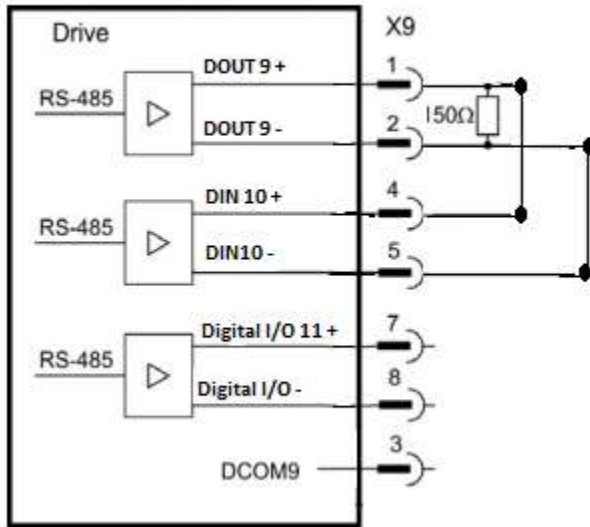 Drive
X9
DOUT 9 +
1
RS-485
150Ω
DOUT 9 -
2
DIN 10 +
4
RS-485
DIN10 -
5
Digital I/O 11 +
7
RS-485
Digital I/O -
8
3
DCOM9